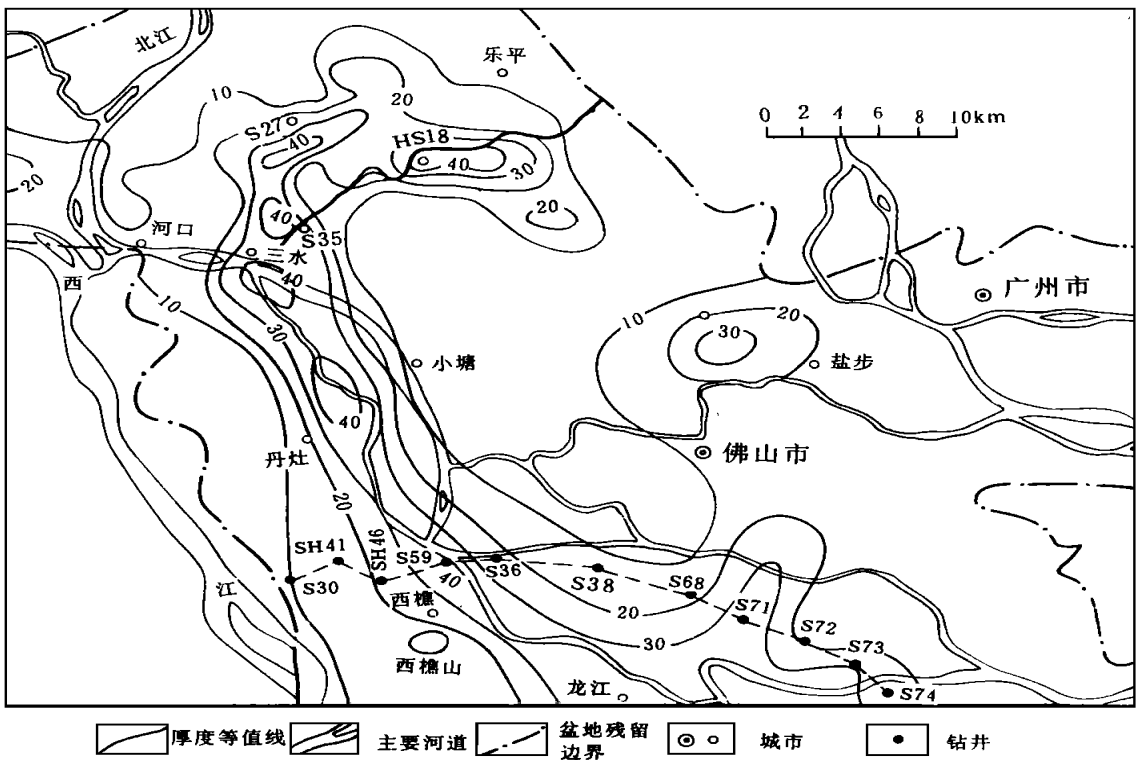 北江
乐平
10
20
S27
40
HS18
40
30
0 2 4 6 8 10km
20
20
河口
40
S35
三水
西
40
广州市
10
30
10
20
30
小塘
盐步
40
丹灶
佛山市
20
SH41
SH46
S59
S30
40
S36
S38
S68
江
西樵
20
S71
30
S72
S73
西樵山
龙江
S74
厚度等值线
主要河道
盆地残留
边界
城市
钻井